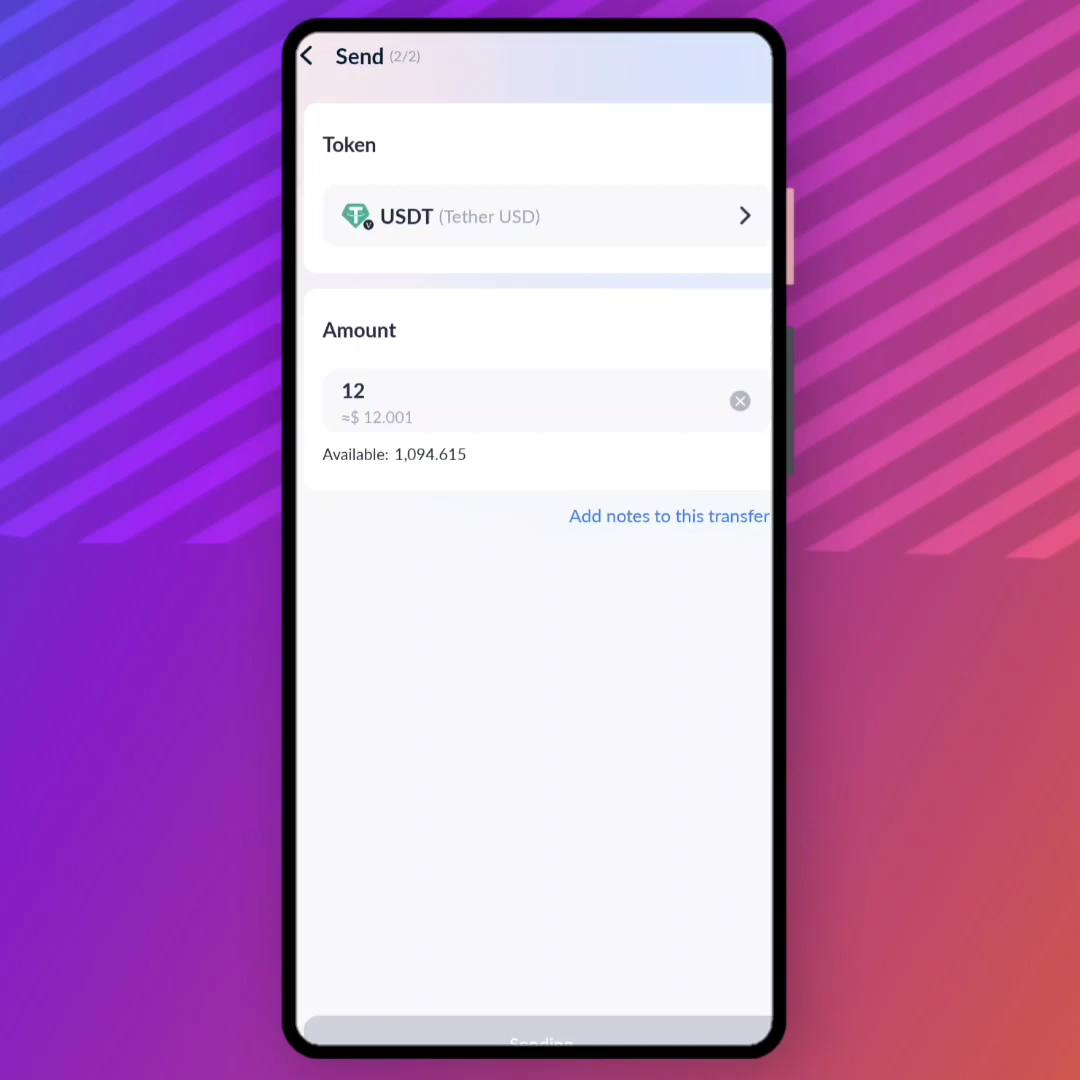 Send (2/2)
Token
USDT (Tether USD)
Amount
12
≈$ 12.001
Available: 1,094.615
Add notes to this transfer
Sending